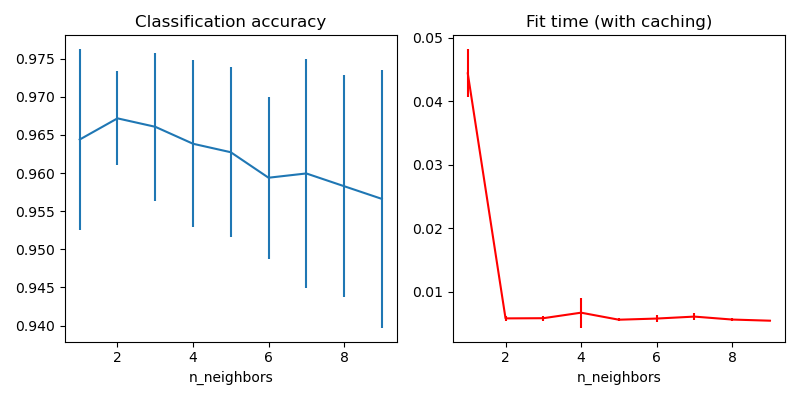 Classification accuracy
0.975
0.970
0.965
0.960
0.955
0.950
0.945
0.940
2 4 6 8
n_neighbors
Fit time (with caching)
0.05
0.04
0.03
0.02
0.01
2 4 6 8
n_neighbors